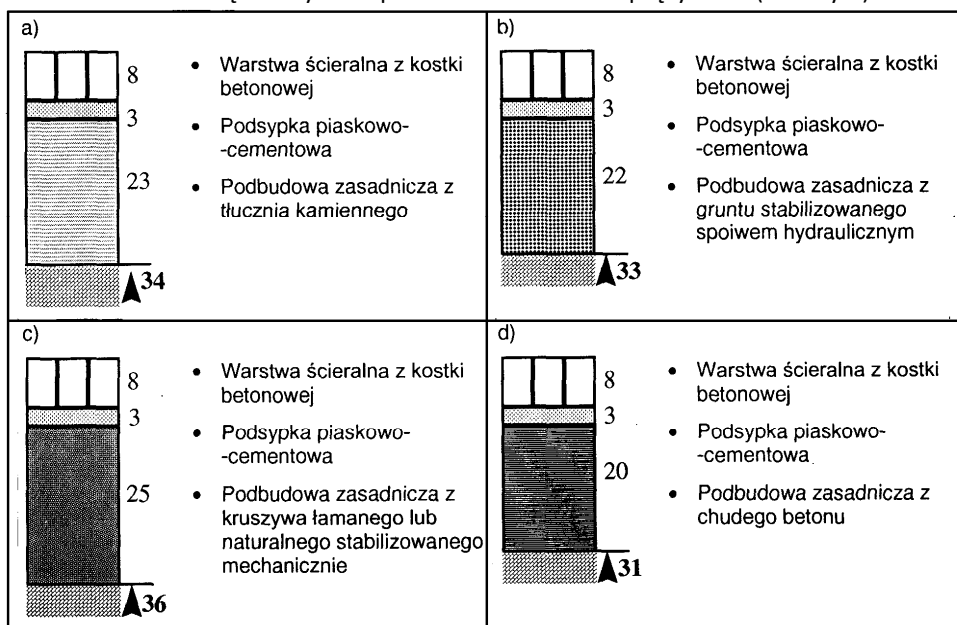 a)
8
3
23
34
• Warstwa ścieralna z kostki
betonowej
• Podsypka piaskowo-
-cementowa
• Podbudowa zasadnicza z
tłucznia kamiennego
b)
8
3
22
33
• Warstwa ścieralna z kostki
betonowej
• Podsypka piaskowo-
-cementowa
• Podbudowa zasadnicza z
gruntu stabilizowanego
spoiwem hydraulicznym
c)
8
3
25
36
• Warstwa ścieralna z kostki
betonowej
• Podsypka piaskowo-
-cementowa
• Podbudowa zasadnicza z
kruszywa łamanego lub
naturalnego stabilizowanego
mechanicznie
d)
8
3
20
31
• Warstwa ścieralna z kostki
betonowej
• Podsypka piaskowo-
-cementowa
• Podbudowa zasadnicza z
chudego betonu